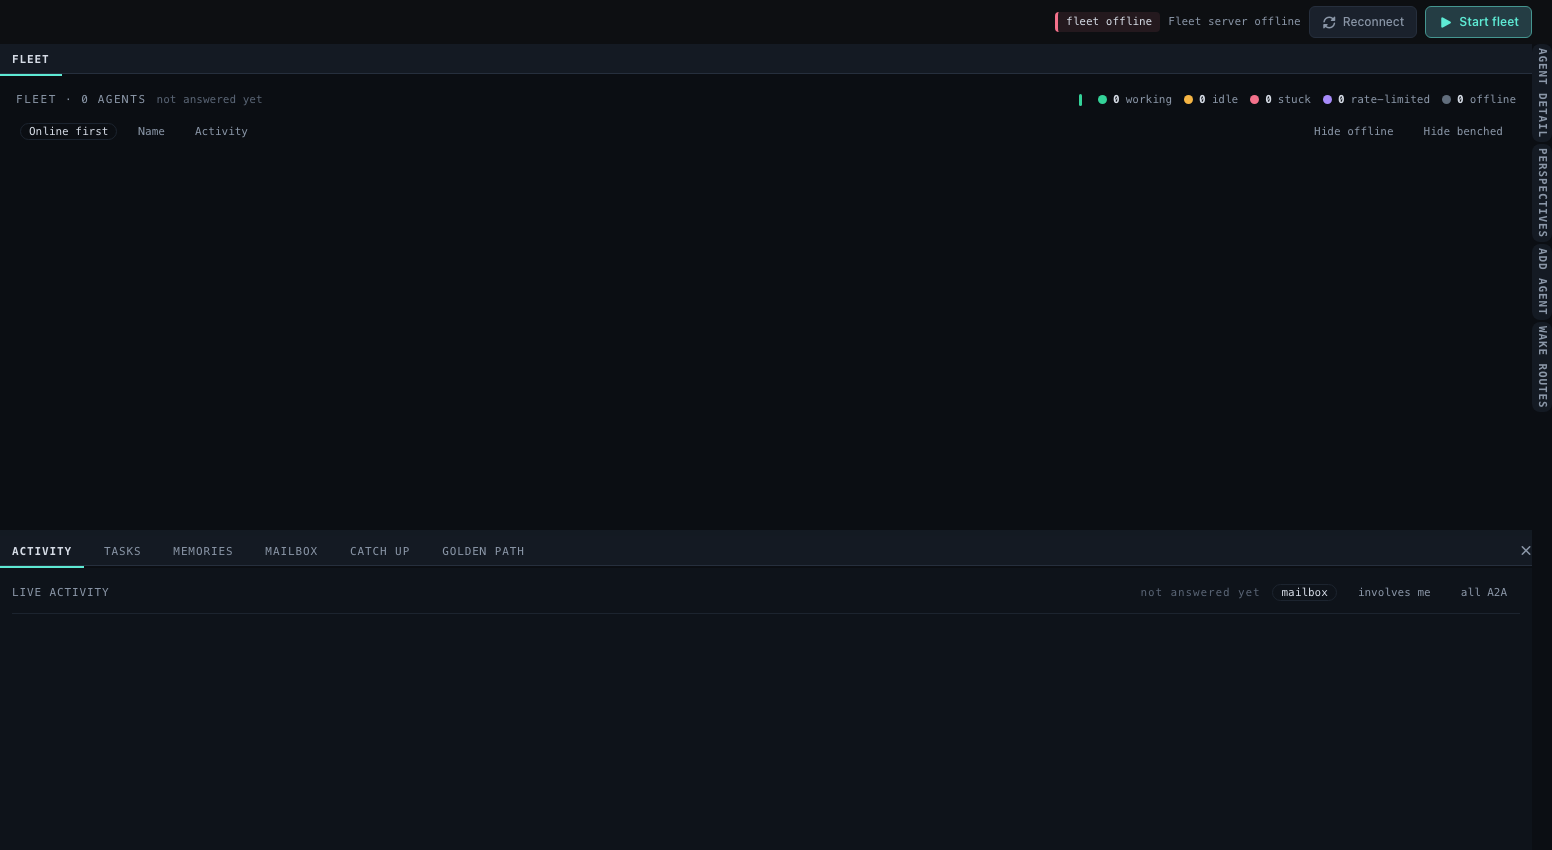 fleet offline Fleet server offline Reconnect Start fleet
FLEET
FLEET · 0 AGENTS not answered yet 0 working 0 idle 0 stuck 0 rate-limited 0 offline
Online first Name Activity Hide offline Hide benched
AGENT DETAIL
PERSPECTIVES
ADD AGENT
WAKE ROUTES
ACTIVITY TASKS MEMORIES MAILBOX CATCH UP GOLDEN PATH
LIVE ACTIVITY not answered yet mailbox involves me all A2A